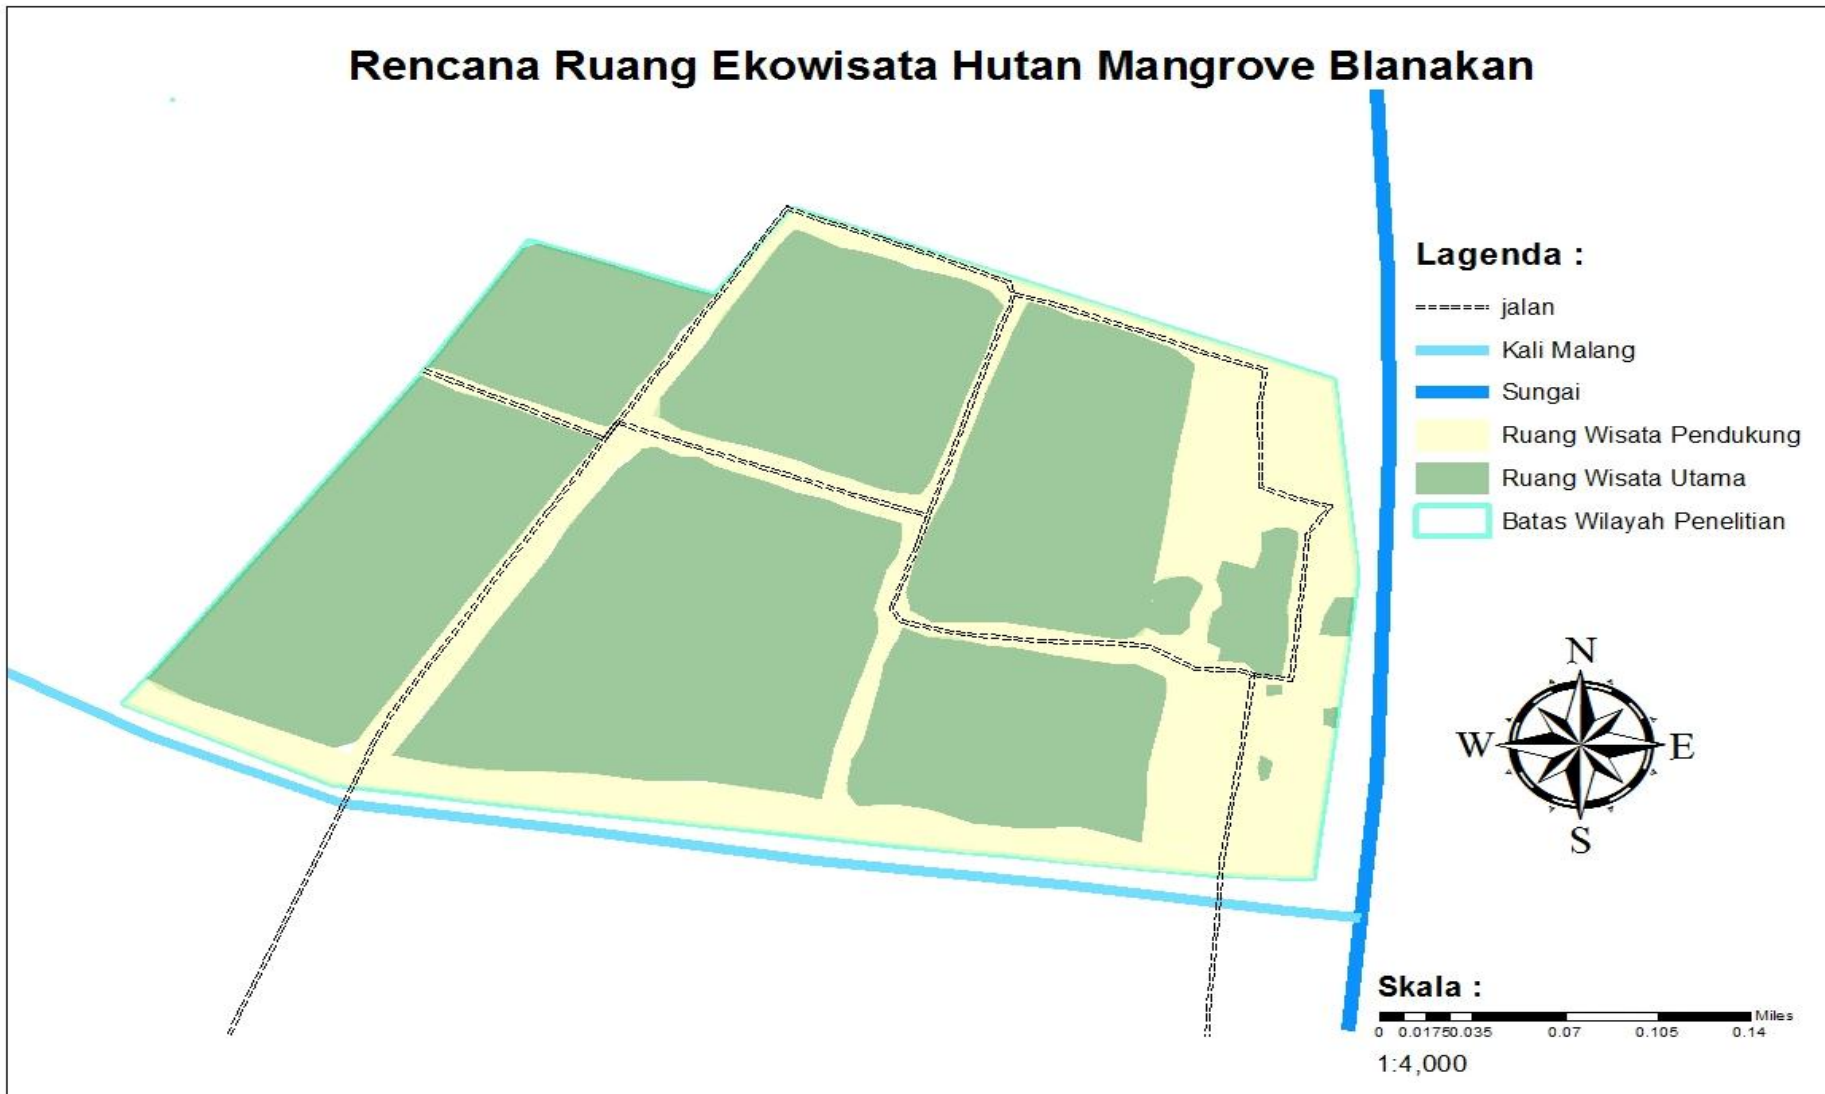 Rencana Ruang Ekowisata Hutan Mangrove Blanakan
Lagenda :
jalan
Kali Malang
Sungai
Ruang Wisata Pendukung
Ruang Wisata Utama
Batas Wilayah Penelitian
N
W E
S
Skala :
Miles
0 0.0175 0.035 0.07 0.105 0.14
1:4,000